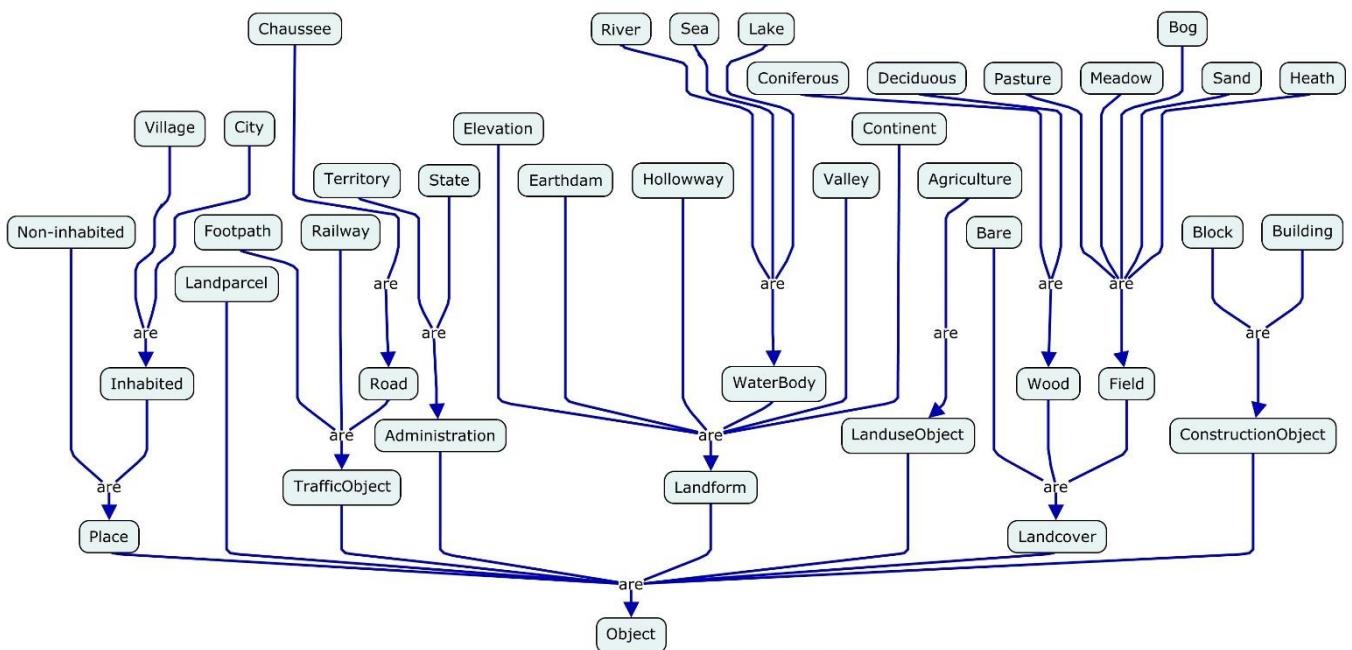 Chaussee
River
Sea
Lake
Bog
Coniferous
Deciduous
Pasture
Meadow
Sand
Heath
Village
City
Elevation
Continent
Territory
State
Earthdam
Hollowway
Valley
Agriculture
Non-inhabited
Footpath
Railway
Bare
Block
Building
Landparcel
are
are
are
are
are
are
are
are
Inhabited
Road
WaterBody
Wood
Field
are
Administration
are
LanduseObject
ConstructionObject
are
TrafficObject
Landform
are
Place
Landcover
are
Object